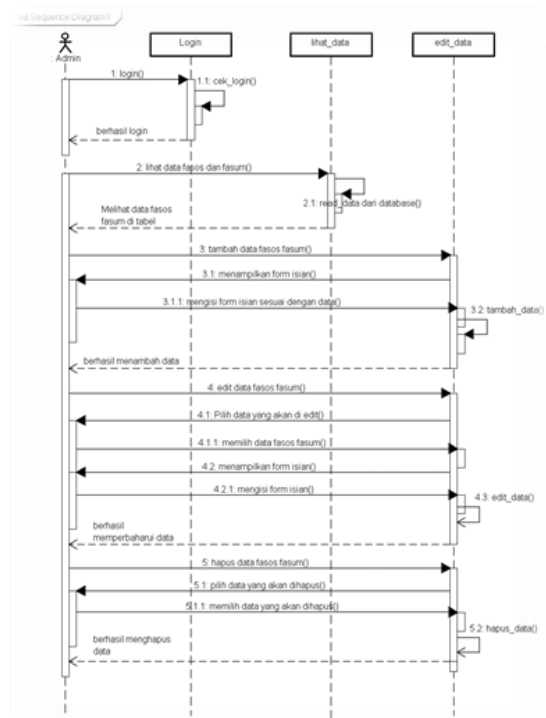 sd Sequence Diagram1
Login
lihat_data
edit_data
: Admin
1: login()
1.1: cek_login()
berhasil login
2: lihat data fasos dan fasum()
2.1: read_data dari database()
Melihat data fasos
fasum di tabel
3: tambah data fasos fasum()
3.1: menampilkan form isian()
3.1.1: mengisi form isian sesuai dengan data()
3.2: tambah_data()
berhasil menambah data
4: edit data fasos fasum()
4.1: Pilih data yang akan di edit()
4.1.1: memilih data fasos fasum()
4.2: menampilkan form isian()
4.2.1: mengisi form isian()
4.3: edit_data()
berhasil
memperbaharui data
5: hapus data fasos fasum()
5.1: pilih data yang akan dihapus()
5.1.1: memilih data yang akan dihapus()
5.2: hapus_data()
berhasil menghapus
data